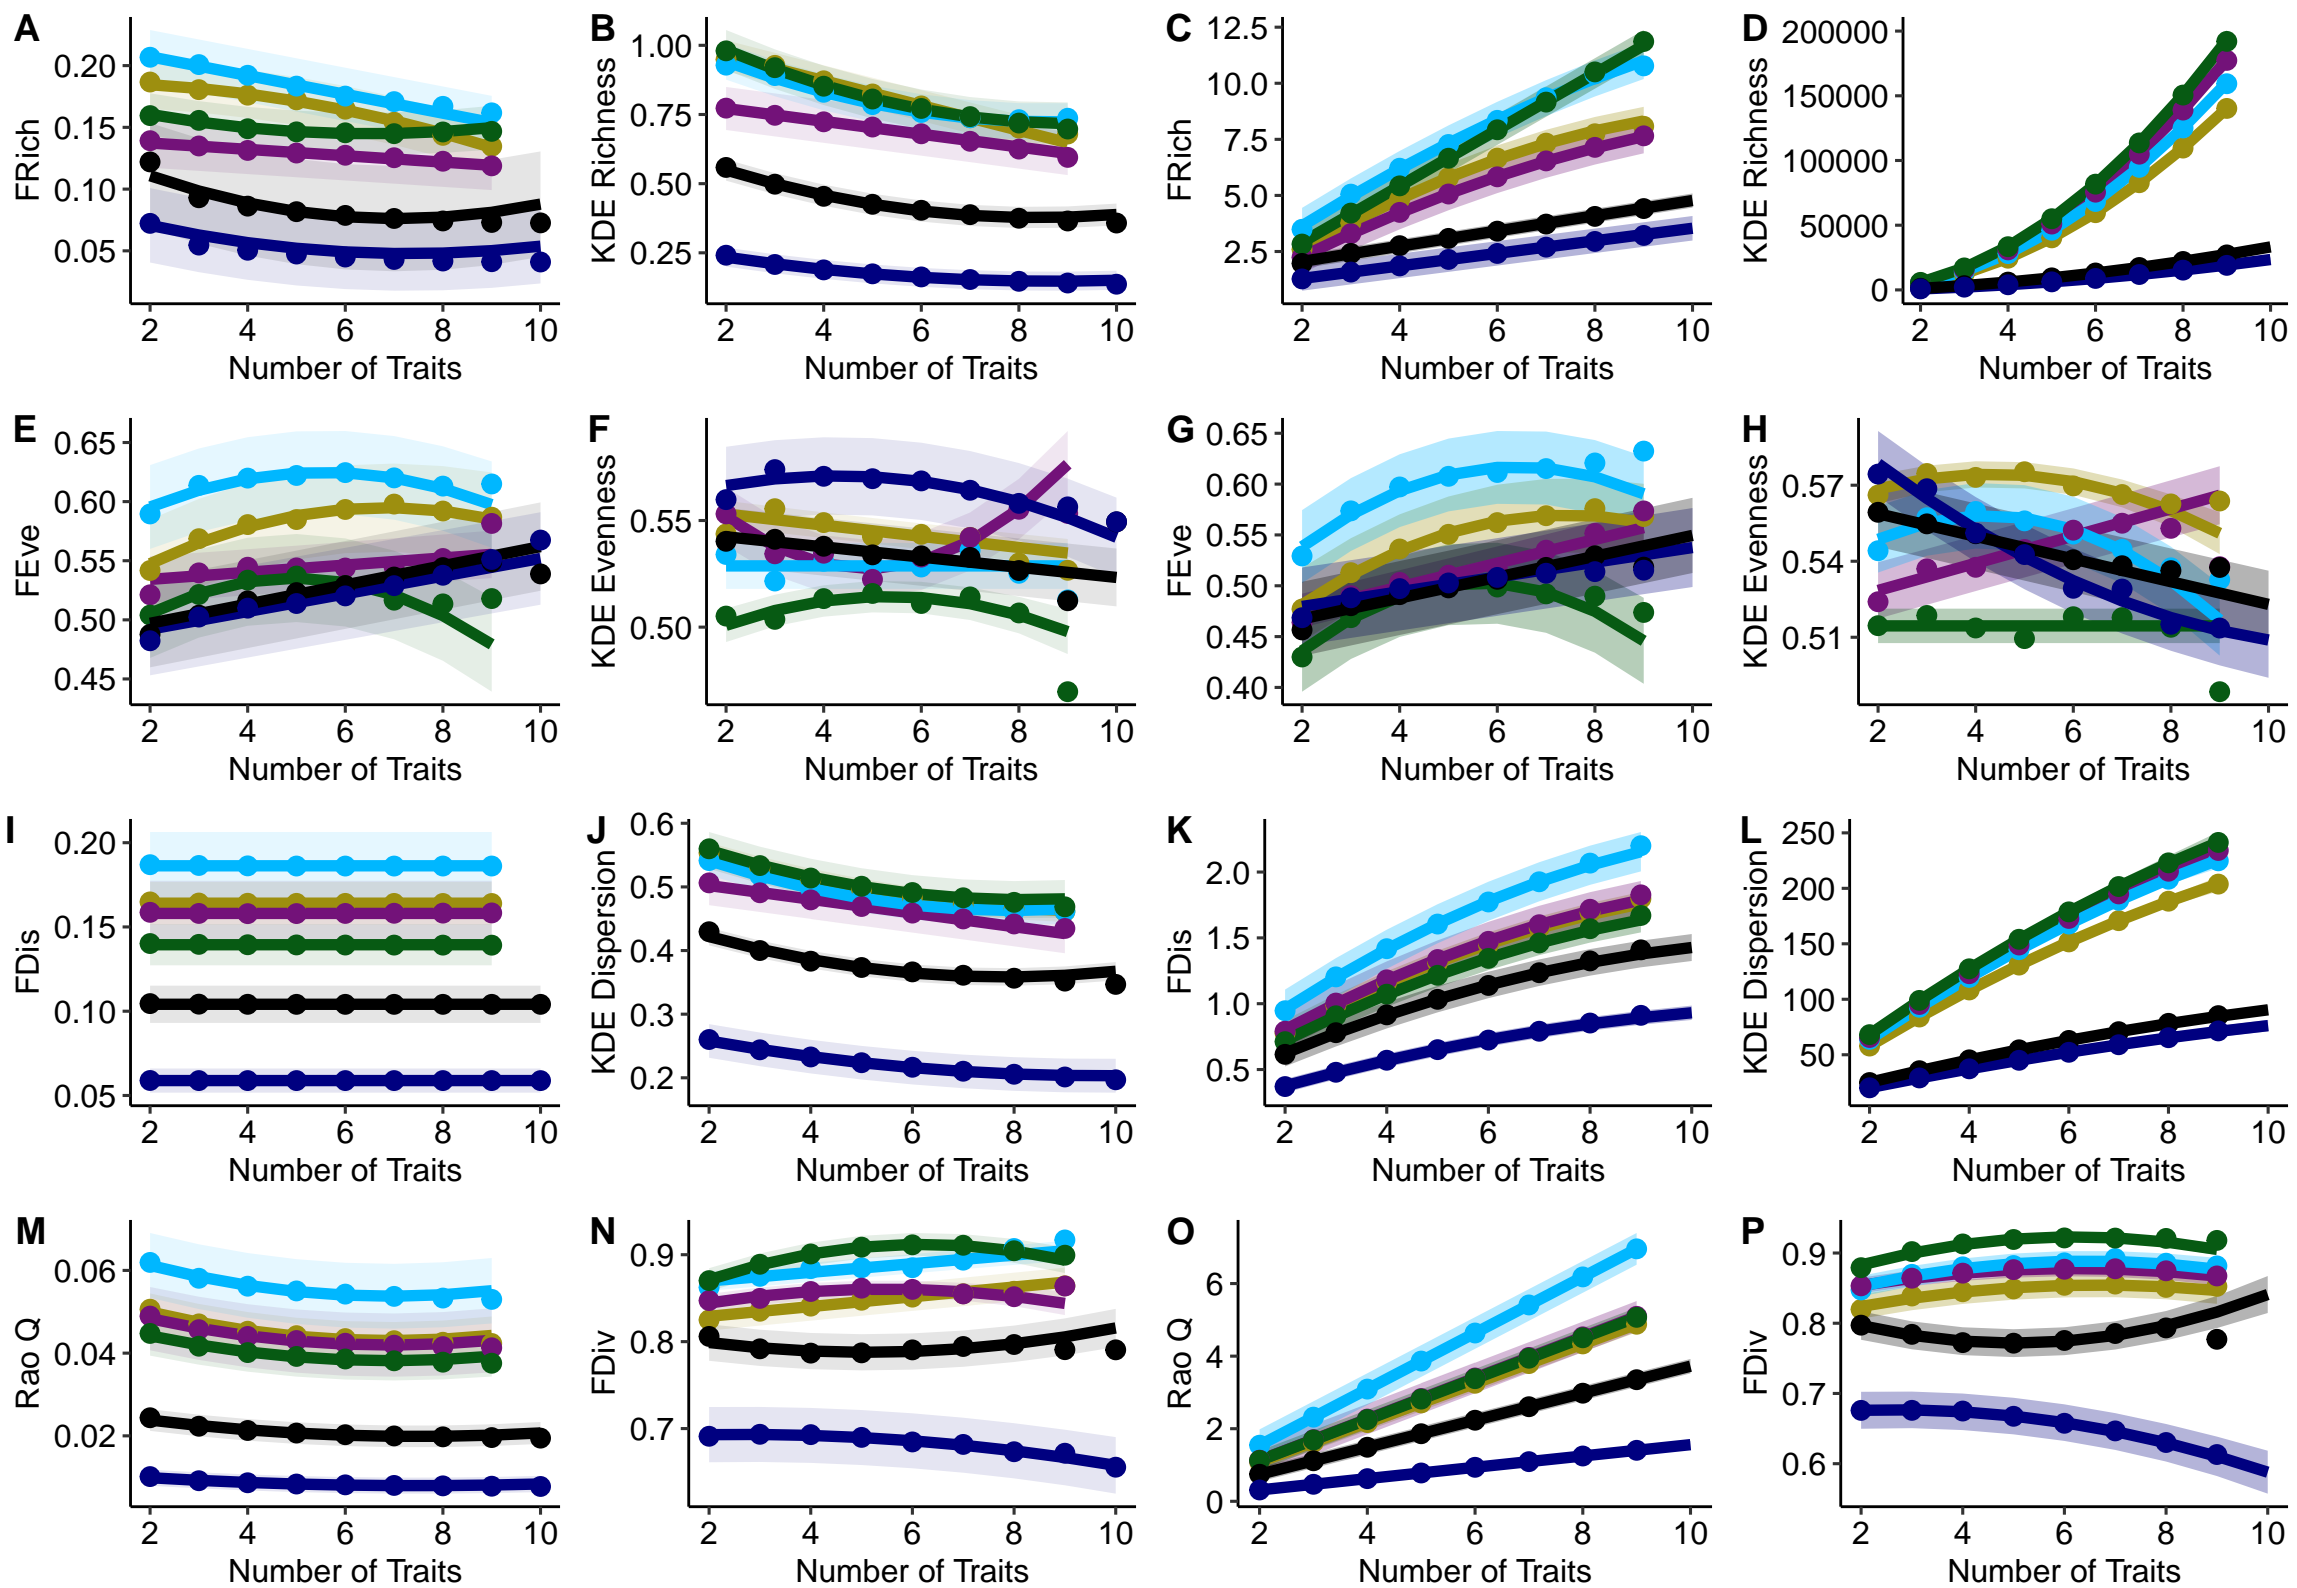 A
FRich
0.20
0.15
0.10
0.05
2 4 6 8 10
Number of Traits
B
KDE Richness
1.00
0.75
0.50
0.25
2 4 6 8 10
Number of Traits
C
FRich
12.5
10.0
7.5
5.0
2.5
2 4 6 8 10
Number of Traits
D
KDE Richness
200000
150000
100000
50000
0
2 4 6 8 10
Number of Traits
E
FEve
0.65
0.60
0.55
0.50
0.45
2 4 6 8 10
Number of Traits
F
KDE Evenness
0.55
0.50
2 4 6 8 10
Number of Traits
G
FEve
0.65
0.60
0.55
0.50
0.45
0.40
2 4 6 8 10
Number of Traits
H
KDE Evenness
0.57
0.54
0.51
2 4 6 8 10
Number of Traits
I
FDis
0.20
0.15
0.10
0.05
2 4 6 8 10
Number of Traits
J
KDE Dispersion
0.6
0.5
0.4
0.3
0.2
2 4 6 8 10
Number of Traits
K
FDis
2.0
1.5
1.0
0.5
2 4 6 8 10
Number of Traits
L
KDE Dispersion
250
200
150
100
50
2 4 6 8 10
Number of Traits
M
Rao Q
0.06
0.04
0.02
2 4 6 8 10
Number of Traits
N
FDiv
0.9
0.8
0.7
2 4 6 8 10
Number of Traits
O
Rao Q
6
4
2
0
2 4 6 8 10
Number of Traits
P
FDiv
0.9
0.8
0.7
0.6
2 4 6 8 10
Number of Traits